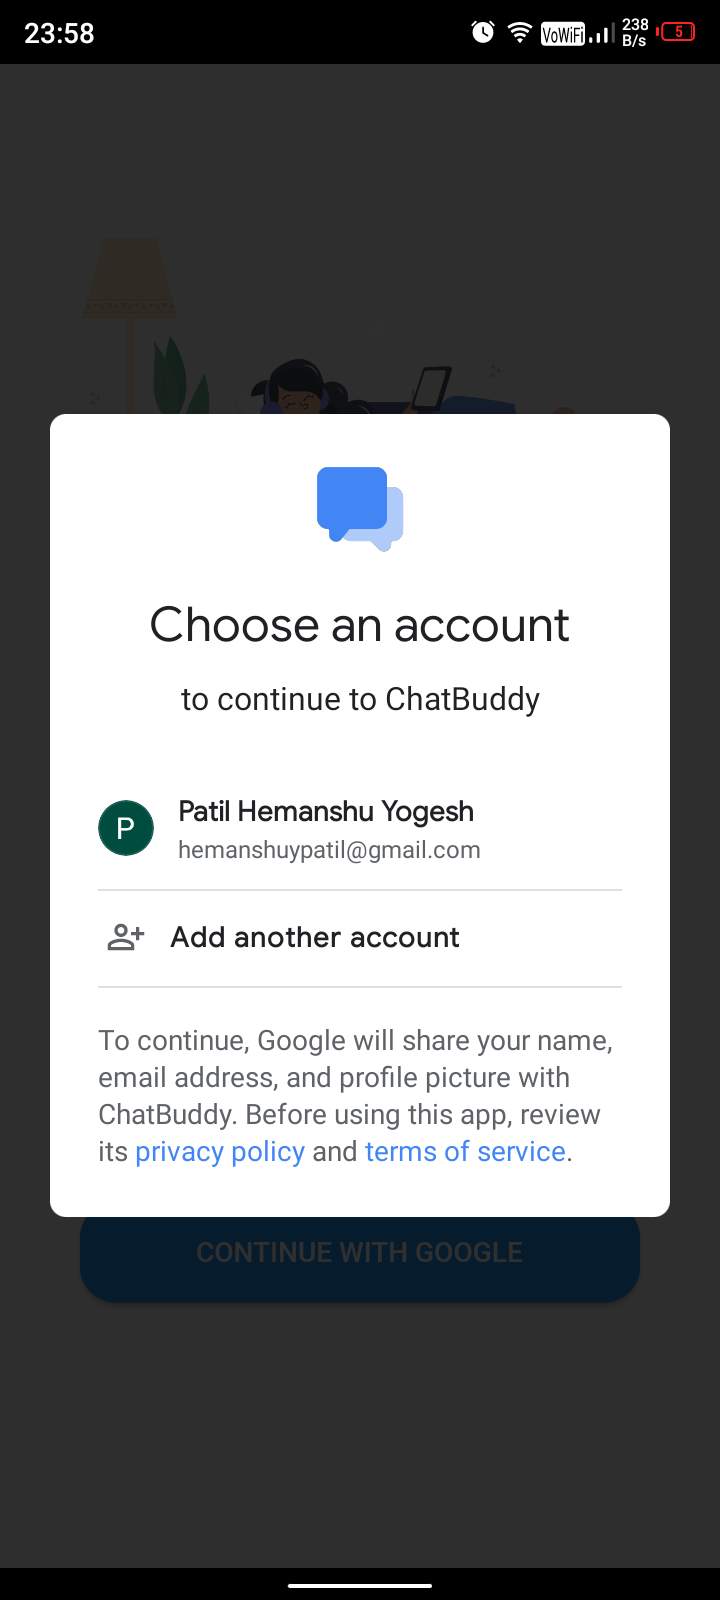 23:58
VoWiFi
238
B/s
5
Choose an account
to continue to ChatBuddy
P
Patil Hemanshu Yogesh
hemanshuypatil@gmail.com
Add another account
To continue, Google will share your name,
email address, and profile picture with
ChatBuddy. Before using this app, review
its privacy policy and terms of service.
CONTINUE WITH GOOGLE